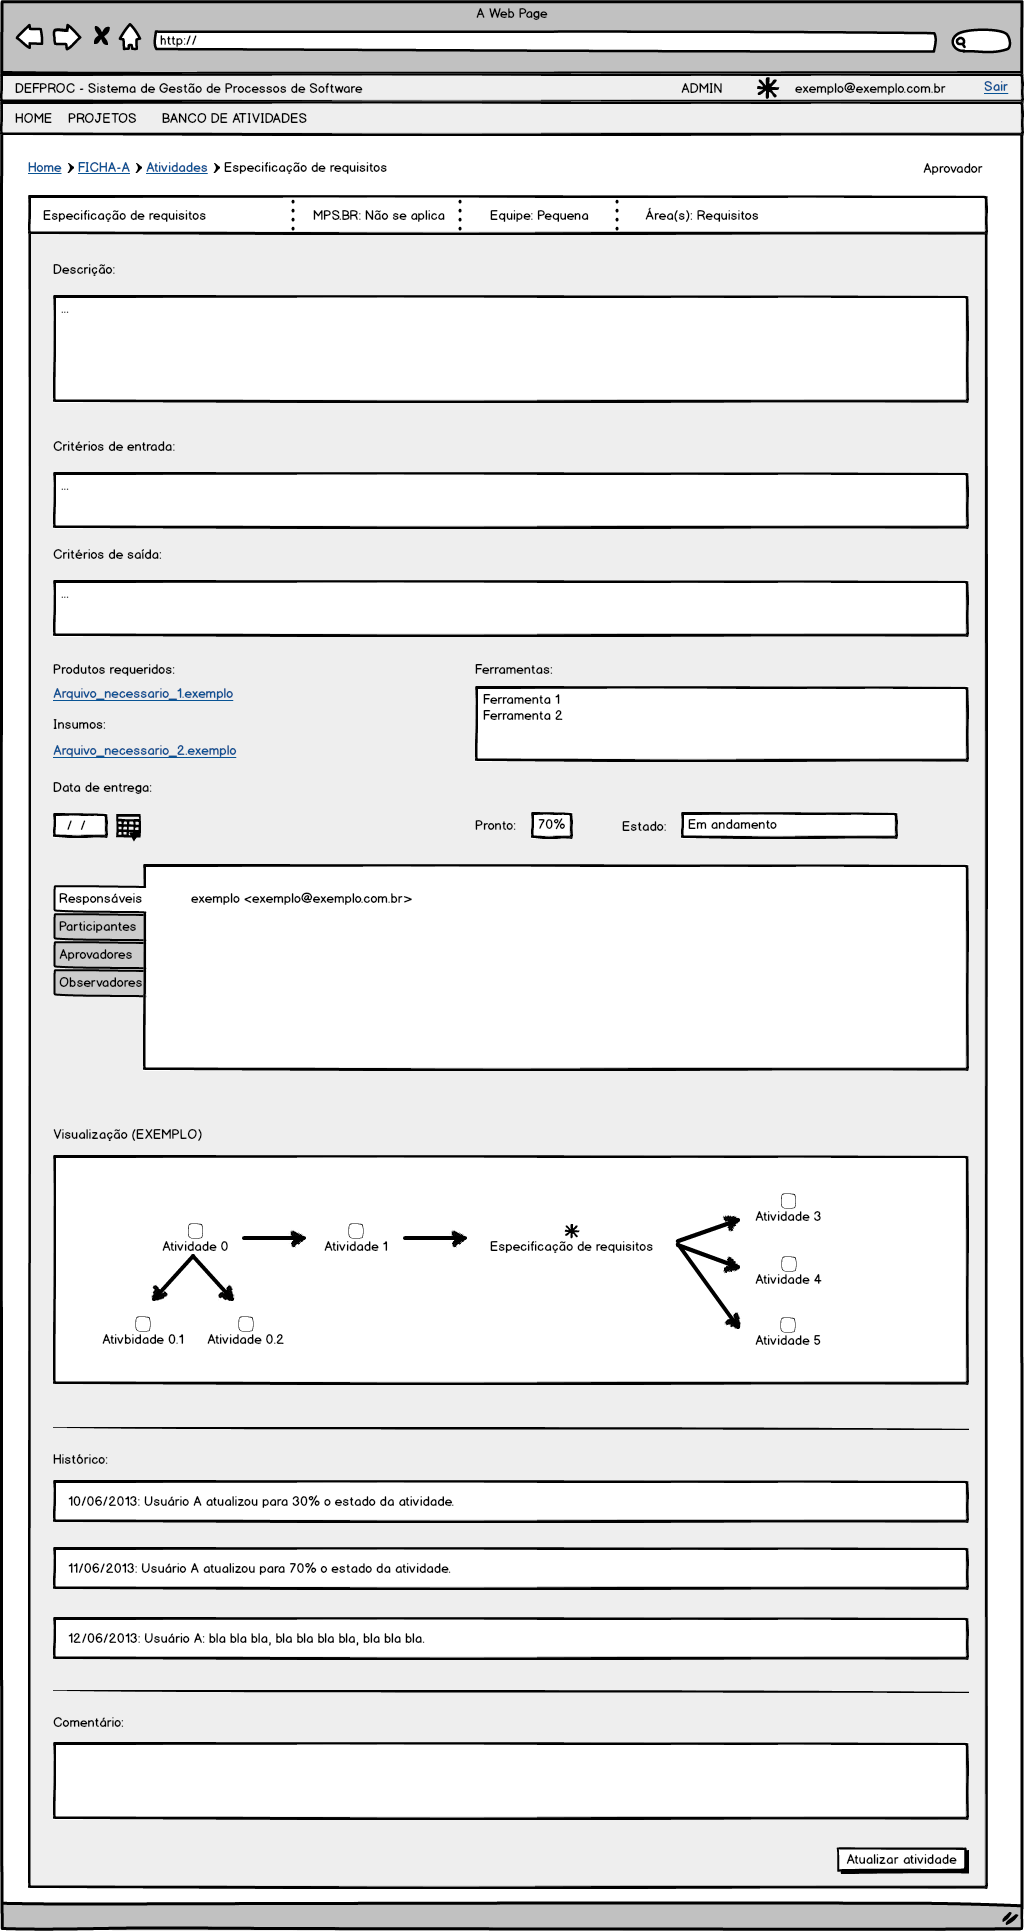 A Web Page
http://
DEFPROC - Sistema de Gestão de Processos de Software ADMIN exemplo@exemplo.com.br Sair
HOME PROJETOS BANCO DE ATIVIDADES
Home FICHA-A Atividades Especificação de requisitos Aprovador
Especificação de requisitos MPS.BR: Não se aplica Equipe: Pequena Área(s): Requisitos
Descrição:
...
Critérios de entrada:
...
Critérios de saída:
...
Produtos requeridos:
Arquivo_necessario_1.exemplo
Insumos:
Arquivo_necessario_2.exemplo
Ferramentas:
Ferramenta 1
Ferramenta 2
Data de entrega:
/ / Pronto: 70% Estado: Em andamento
Responsáveis
Participantes
Aprovadores
Observadores
exemplo <exemplo@exemplo.com.br>
Visualização (EXEMPLO)
Atividade 0
Atividade 1
Especificação de requisitos
Atividade 3
Atividade 4
Atividade 5
Ativbidade 0.1
Atividade 0.2
Histórico:
10/06/2013: Usuário A atualizou para 30% o estado da atividade.
11/06/2013: Usuário A atualizou para 70% o estado da atividade.
12/06/2013: Usuário A: bla bla bla, bla bla bla bla, bla bla bla.
Comentário:
Atualizar atividade